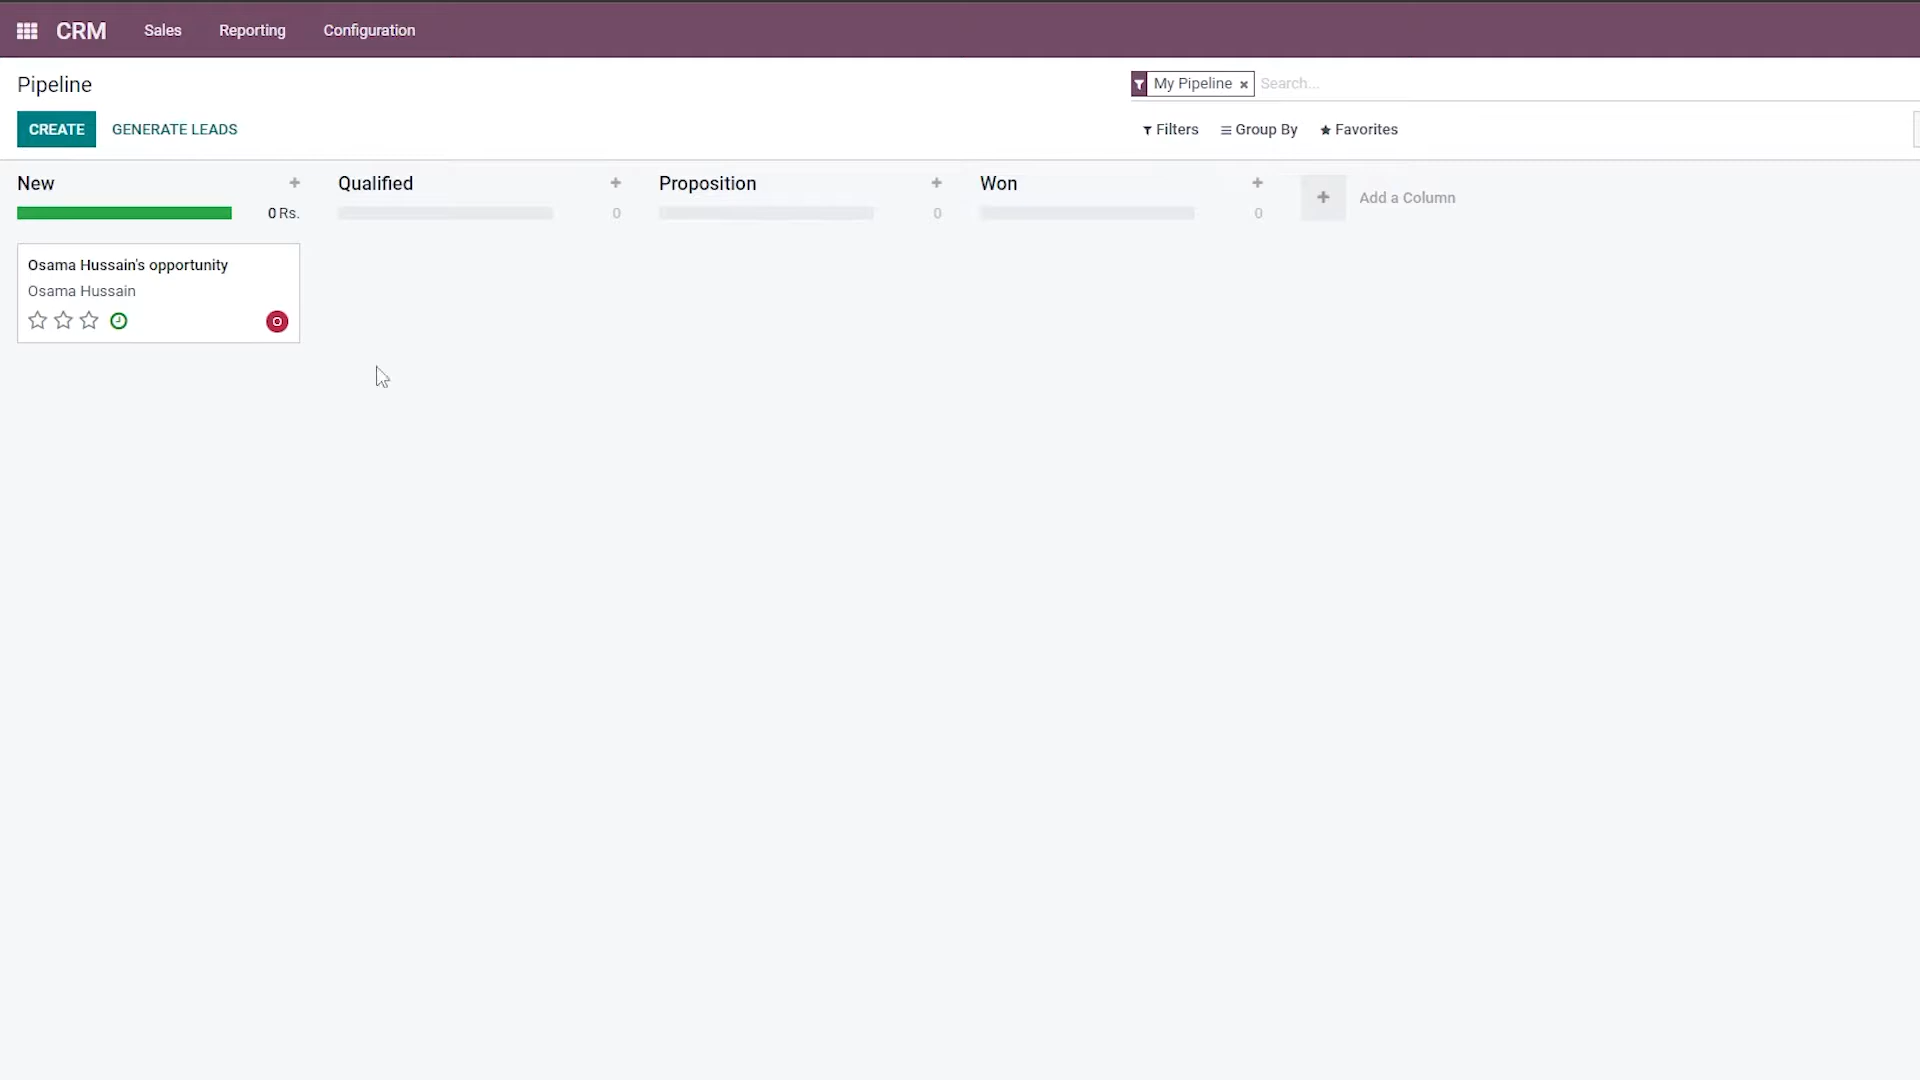 CRM Sales Reporting Configuration
Pipeline
My Pipeline × Search...
CREATE GENERATE LEADS
Filters Group By Favorites
New + Qualified + Proposition + Won + + Add a Column
0 Rs. 0 0 0
Osama Hussain's opportunity
Osama Hussain
O